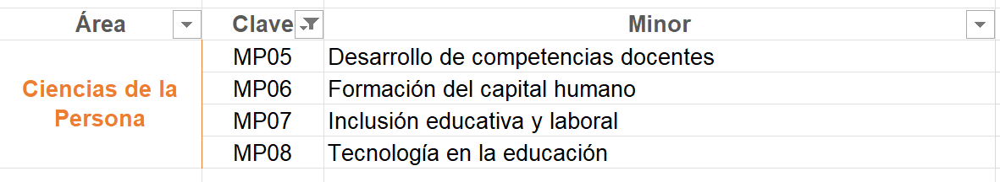 Área Clave Minor
MP05 Desarrollo de competencias docentes
Ciencias de la
MP06 Formación del capital humano
Persona
MP07 Inclusión educativa y laboral
MP08 Tecnología en la educación